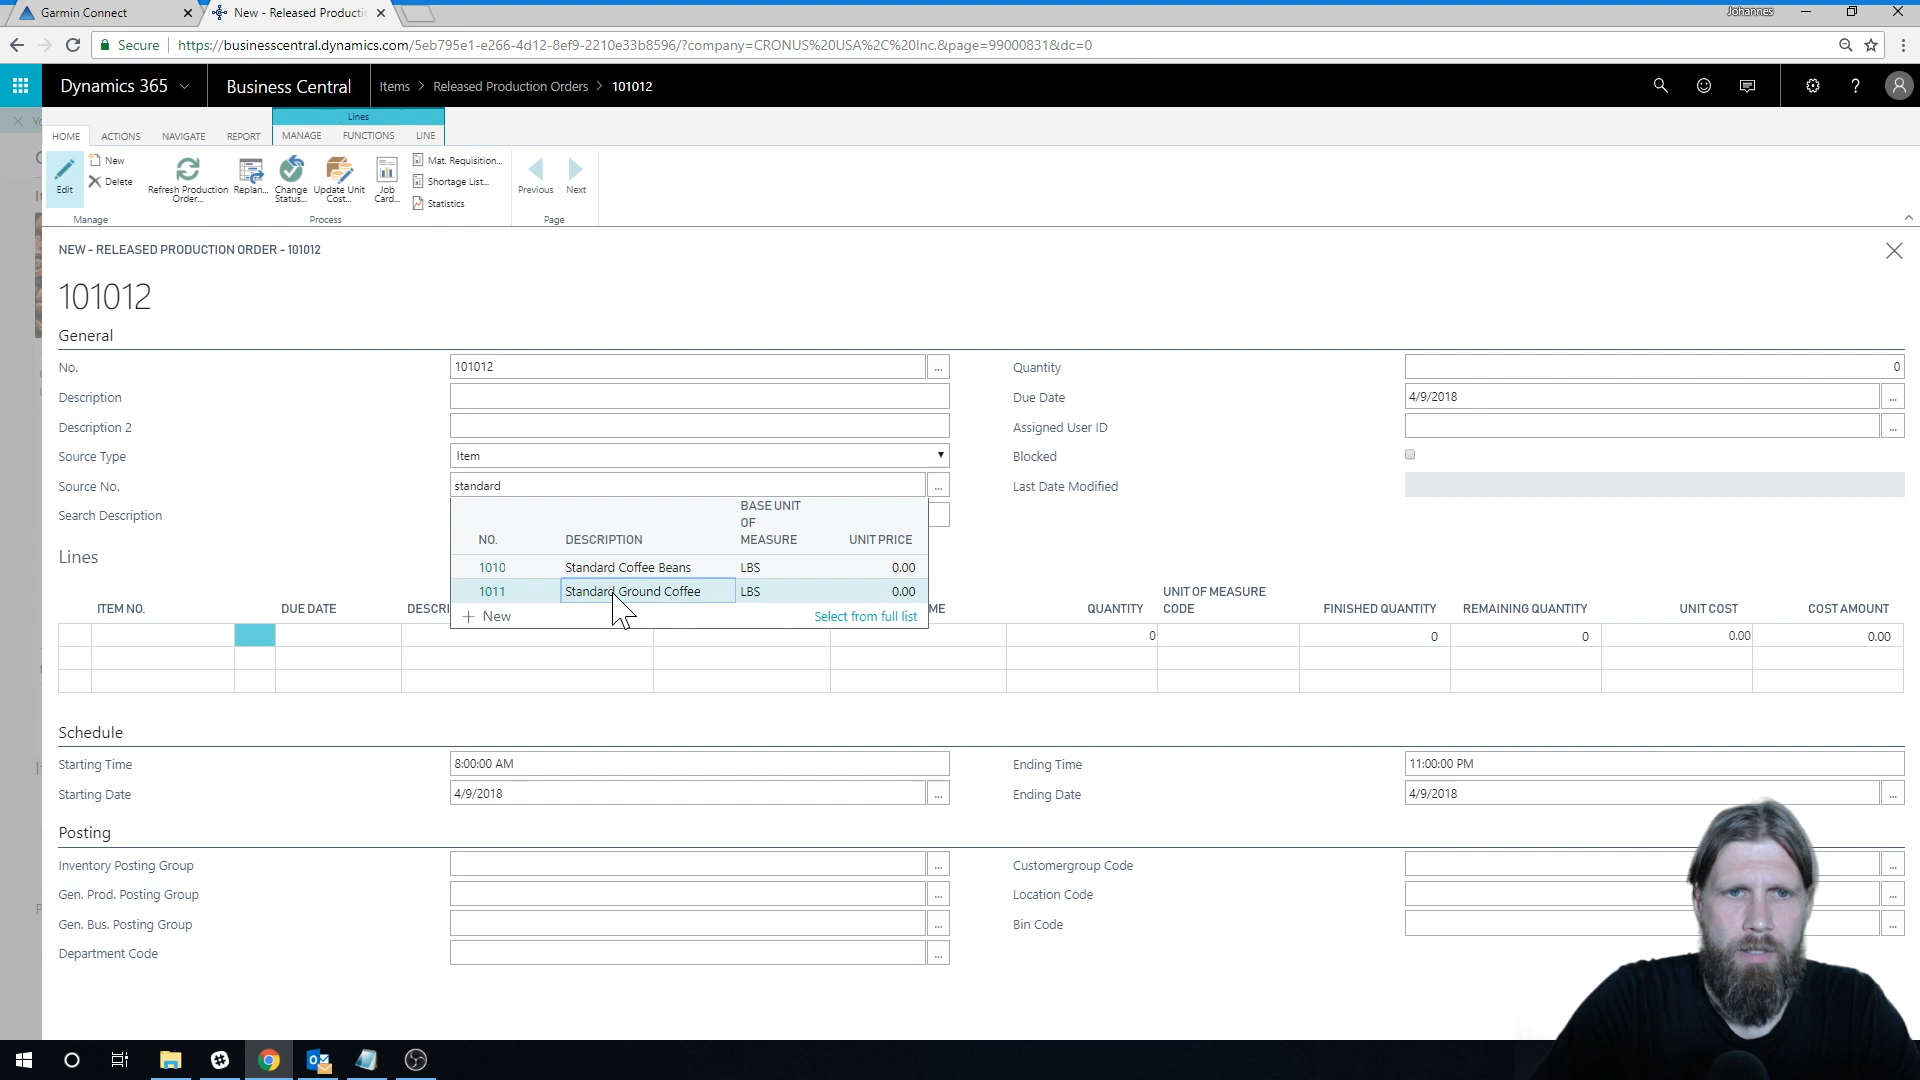 Garmin Connect
New - Released Productio
Johannes
Secure
https://businesscentral.dynamics.com/5eb795e1-e266-4d12-8ef9-2210e33b8596/?company=CRONUS%20USA%2C%20Inc.&page=99000831&dc=0
Dynamics 365
Business Central
Items > Released Production Orders > 101012
Lines
HOME ACTIONS NAVIGATE REPORT MANAGE FUNCTIONS LINE
Edit
New
Delete
Refresh Production Order...
Replan...
Change Status...
Update Unit Cost...
Job Card...
Mat. Requisition...
Shortage List...
Statistics
Previous
Next
Manage
Process
Page
NEW - RELEASED PRODUCTION ORDER - 101012
101012
General
No. 101012
Description
Description 2
Source Type Item
Source No. standard
Search Description
Quantity 0
Due Date 4/9/2018
Assigned User ID
Blocked
Last Date Modified
NO. DESCRIPTION BASE UNIT OF MEASURE UNIT PRICE
1010 Standard Coffee Beans LBS 0.00
1011 Standard Ground Coffee LBS 0.00
+ New Select from full list
Lines
ITEM NO. DUE DATE DESCRI ME QUANTITY UNIT OF MEASURE CODE FINISHED QUANTITY REMAINING QUANTITY UNIT COST COST AMOUNT
0 0 0 0.00 0.00
Schedule
Starting Time 8:00:00 AM
Starting Date 4/9/2018
Ending Time 11:00:00 PM
Ending Date 4/9/2018
Posting
Inventory Posting Group
Gen. Prod. Posting Group
Gen. Bus. Posting Group
Department Code
Customergroup Code
Location Code
Bin Code